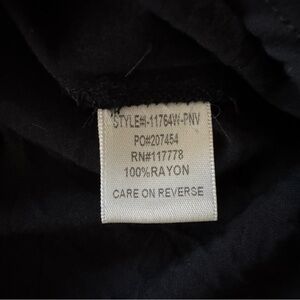 STYLE#I-11764W-PNV
PO#207454
RN#117778
100%RAYON
CARE ON REVERSE